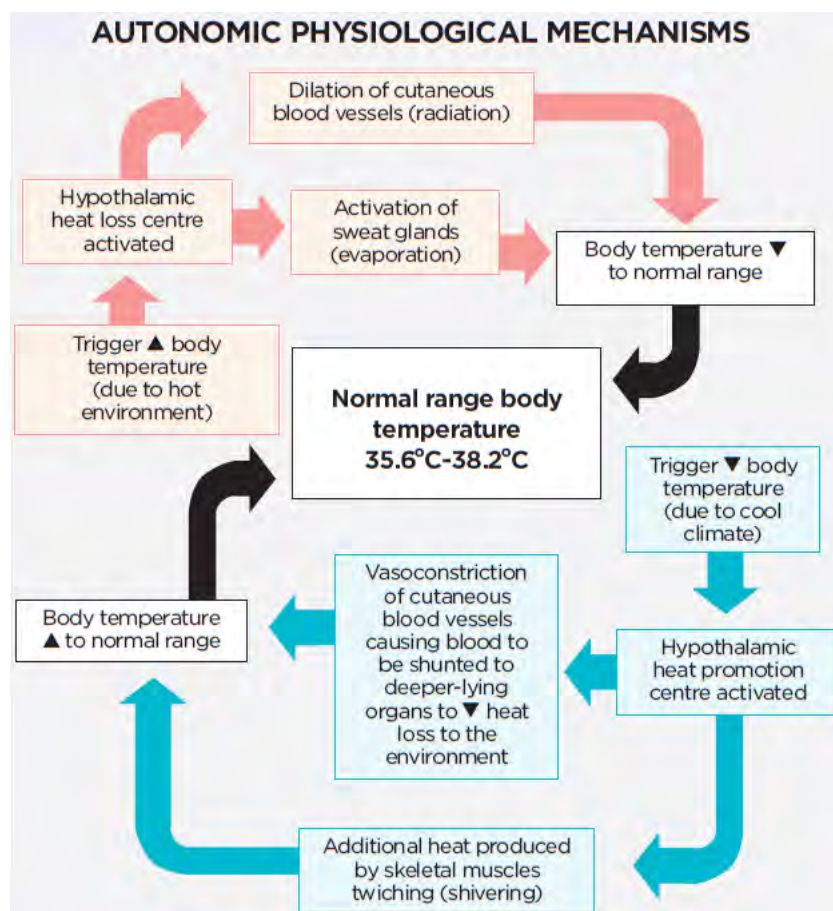 AUTONOMIC PHYSIOLOGICAL MECHANISMS
Dilation of cutaneous
blood vessels (radiation)
Hypothalamic
heat loss centre
activated
Activation of
sweat glands
(evaporation)
Body temperature ▼
to normal range
Trigger ▲ body
temperature
(due to hot
environment)
Normal range body
temperature
35.6°C-38.2°C
Trigger ▼ body
temperature
(due to cool
climate)
Vasoconstriction
of cutaneous
blood vessels
causing blood to
be shunted to
deeper-lying
organs to ▼ heat
loss to the
environment
Body temperature
▲ to normal range
Hypothalamic
heat promotion
centre activated
Additional heat produced
by skeletal muscles
twiching (shivering)